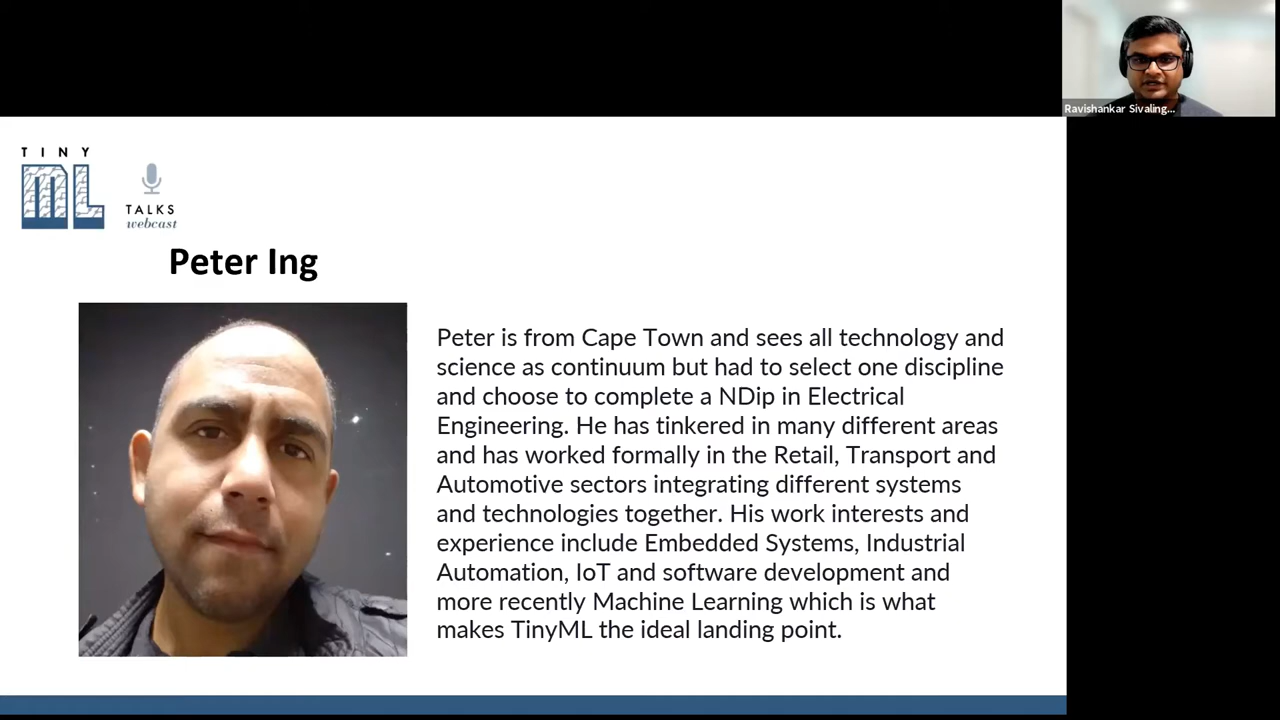 Ravishankar Sivaling...
TINY
ML
TALKS
webcast
Peter Ing
Peter is from Cape Town and sees all technology and
science as continuum but had to select one discipline
and choose to complete a NDip in Electrical
Engineering. He has tinkered in many different areas
and has worked formally in the Retail, Transport and
Automotive sectors integrating different systems
and technologies together. His work interests and
experience include Embedded Systems, Industrial
Automation, IoT and software development and
more recently Machine Learning which is what
makes TinyML the ideal landing point.